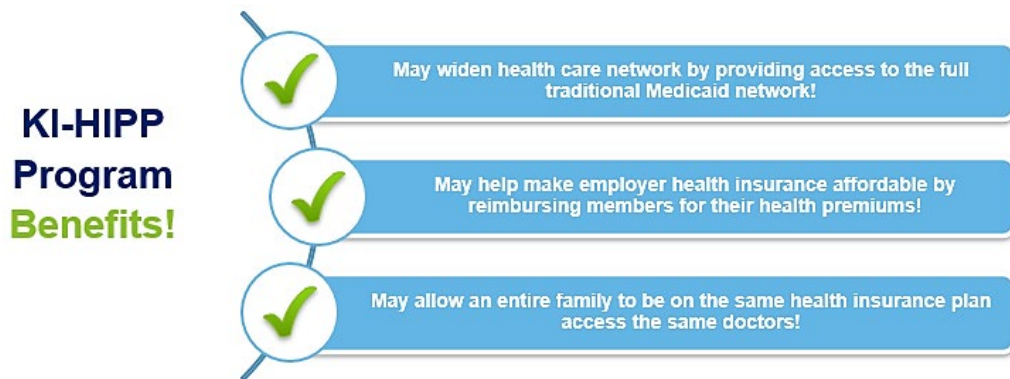 KI-HIPP
Program
Benefits!
May widen health care network by providing access to the full
traditional Medicaid network!
May help make employer health insurance affordable by
reimbursing members for their health premiums!
May allow an entire family to be on the same health insurance plan
access the same doctors!